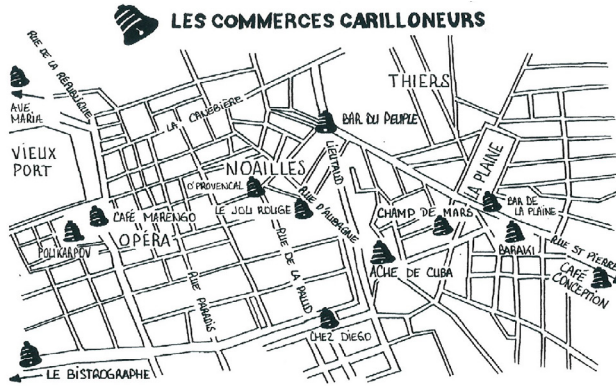 LES COMMERCES CARILLONEURS
RUE DE LA RÉPUBLIQUE
THIERS
AVE
MARIA
LA CANEBIÈRE
BAR DU PEUPLE
VIEUX
PORT
NOAILLES
LIEUTAUD
LA PLAINE
O'PROVENÇAL
LE JOLI ROUGE
RUE D'AUBAGNE
CHAMP DE MARS
BAR DE
LA PLAINE
CAFÉ MARENGO
POLIKARPOV
OPÉRA
BARAKI
RUE ST PIERRE
ACHE DE CUBA
CAFÉ
CONCEPTION
RUE PARADIS
RUE DE LA PALUD
CHEZ DIEGO
LE BISTROGRAPHE